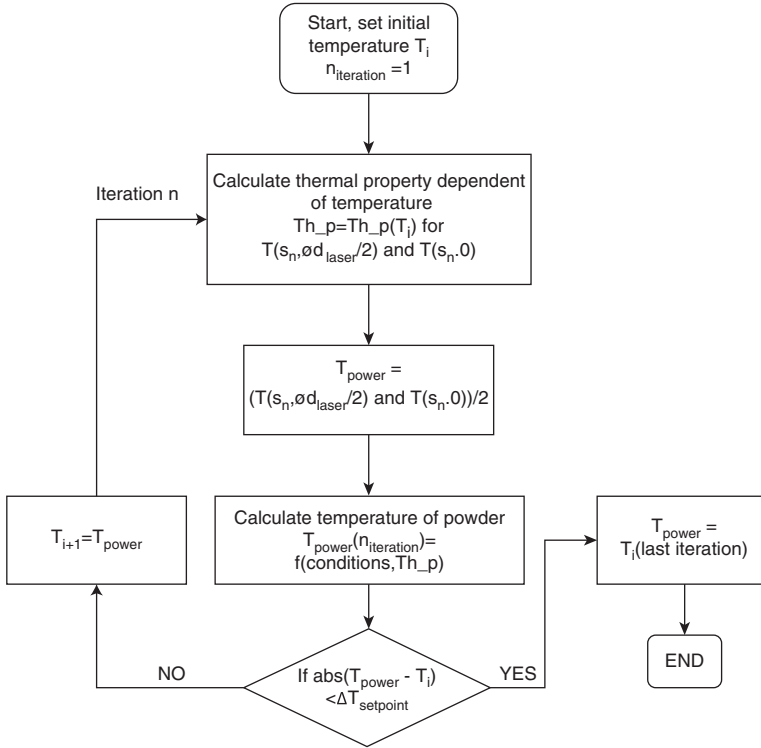 Start, set initial
temperature T_i
n_iteration =1
Iteration n
Calculate thermal property dependent
of temperature
Th_p=Th_p(T_i) for
T(s_n,ød_laser/2) and T(s_n.0)
T_power =
(T(s_n,ød_laser/2) and T(s_n.0))/2
Calculate temperature of powder
T_power(n_iteration)=
f(conditions,Th_p)
T_i+1=T_power
T_power =
T_i(last iteration)
NO
If abs(T_power - T_i)
<ΔT_setpoint
YES
END